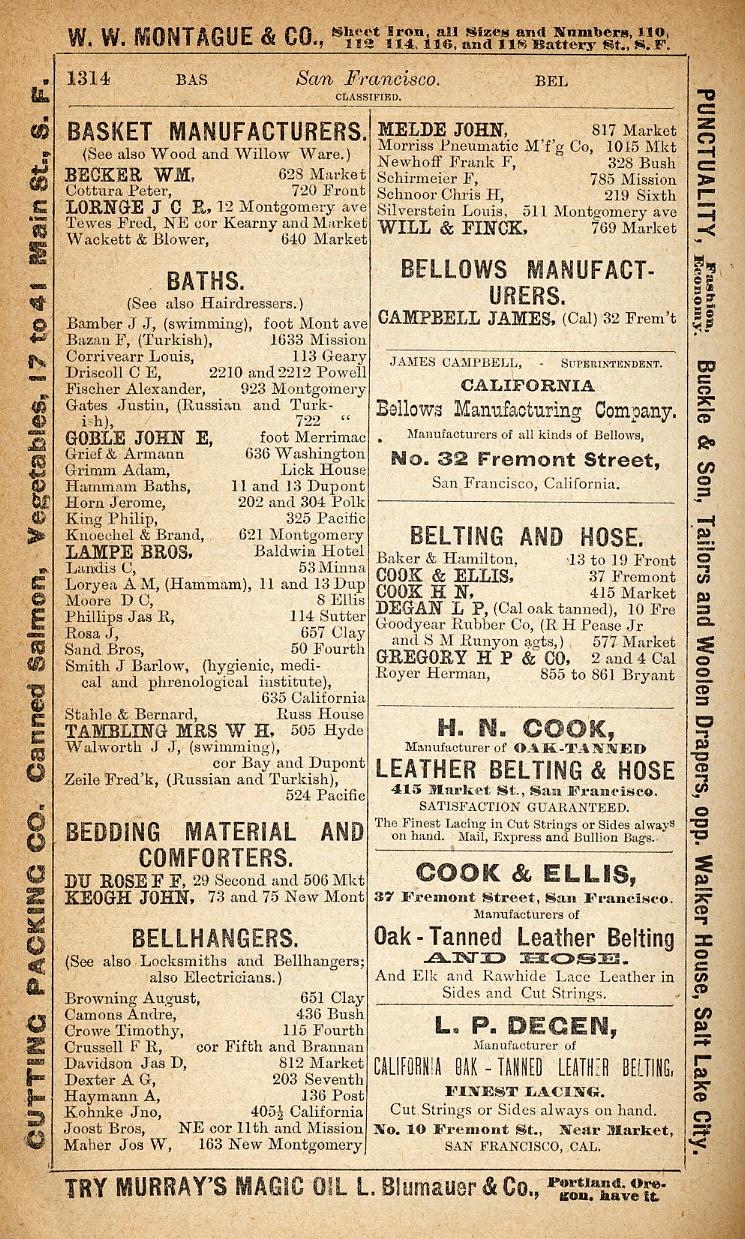 W. W. MONTAGUE & CO., Sheet Iron, all Sizes and Numbers, 110, 112 114, 116, and 118 Battery St., S. F.
CUTTING PACKING CO. Canned Salmon, Vegetables, 17 to 41 Main St., S. F.
1314 BAS San Francisco. BEL
CLASSIFIED.
BASKET MANUFACTURERS.
(See also Wood and Willow Ware.)
BECKER WM, 628 Market
Cottura Peter, 720 Front
LORNGE J C R, 12 Montgomery ave
Tewes Fred, NE cor Kearny and Market
Wackett & Blower, 640 Market
BATHS.
(See also Hairdressers.)
Bamber J J, (swimming), foot Mont ave
Bazan F, (Turkish), 1633 Mission
Corrivearr Louis, 113 Geary
Driscoll C E, 2210 and 2212 Powell
Fischer Alexander, 923 Montgomery
Gates Justin, (Russian and Turk-
ish), 722 “
GOBLE JOHN E, foot Merrimac
Grief & Armann 636 Washington
Grimm Adam, Lick House
Hammam Baths, 11 and 13 Dupont
Horn Jerome, 202 and 304 Polk
King Philip, 325 Pacific
Knoechel & Brand, 621 Montgomery
LAMPE BROS, Baldwin Hotel
Landis C, 53 Minna
Loryea A M, (Hammam), 11 and 13 Dup
Moore D C, 8 Ellis
Phillips Jas R, 114 Sutter
Rosa J, 657 Clay
Sand Bros, 50 Fourth
Smith J Barlow, (hygienic, medi-
cal and phrenological institute),
635 California
Stahle & Bernard, Russ House
TAMBLING MRS W H, 505 Hyde
Walworth J J, (swimming),
cor Bay and Dupont
Zeile Fred'k, (Russian and Turkish),
524 Pacific
BEDDING MATERIAL AND
COMFORTERS.
DU ROSE F F, 29 Second and 506 Mkt
KEOGH JOHN, 73 and 75 New Mont
BELLHANGERS.
(See also Locksmiths and Bellhangers;
also Electricians.)
Browning August, 651 Clay
Camons Andre, 436 Bush
Crowe Timothy, 115 Fourth
Crussell F R, cor Fifth and Brannan
Davidson Jas D, 812 Market
Dexter A G, 203 Seventh
Haymann A, 136 Post
Kohnke Jno, 405½ California
Joost Bros, NE cor 11th and Mission
Maher Jos W, 163 New Montgomery
MELDE JOHN, 817 Market
Morriss Pneumatic M'f'g Co, 1015 Mkt
Newhoff Frank F, 328 Bush
Schirmeier F, 785 Mission
Schnoor Chris H, 219 Sixth
Silverstein Louis, 511 Montgomery ave
WILL & FINCK, 769 Market
BELLOWS MANUFACT-
URERS.
CAMPBELL JAMES, (Cal) 32 Frem't
JAMES CAMPBELL, - SUPERINTENDENT.
CALIFORNIA
Bellows Manufacturing Company.
Manufacturers of all kinds of Bellows,
No. 32 Fremont Street,
San Francisco, California.
BELTING AND HOSE.
Baker & Hamilton, 13 to 19 Front
COOK & ELLIS, 37 Fremont
COOK H N, 415 Market
DEGAN L P, (Cal oak tanned), 10 Fre
Goodyear Rubber Co, (R H Pease Jr
and S M Runyon agts,) 577 Market
GREGORY H P & CO, 2 and 4 Cal
Royer Herman, 855 to 861 Bryant
H. N. COOK,
Manufacturer of OAK-TANNED
LEATHER BELTING & HOSE
415 Market St., San Francisco.
SATISFACTION GUARANTEED.
The Finest Lacing in Cut Strings or Sides always
on hand. Mail, Express and Bullion Bags.
COOK & ELLIS,
37 Fremont Street, San Francisco.
Manufacturers of
Oak-Tanned Leather Belting
AND HOSE.
And Elk and Rawhide Lace Leather in
Sides and Cut Strings.
L. P. DEGEN,
Manufacturer of
CALIFORNIA OAK-TANNED LEATHER BELTING,
FINEST LACING.
Cut Strings or Sides always on hand.
No. 10 Fremont St., Near Market,
SAN FRANCISCO, CAL.
PUNCTUALITY, Fashion, Economy. Buckle & Son, Tailors and Woolen Drapers, opp. Walker House, Salt Lake City.
TRY MURRAY'S MAGIC OIL L. Blumauer & Co., Portland, Ore-
gon, have it.